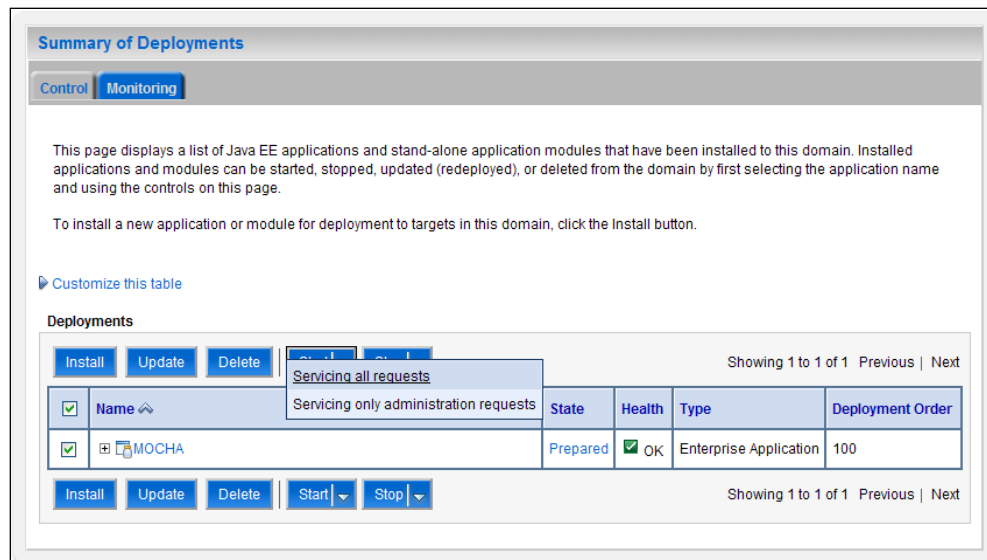 Summary of Deployments
Control Monitoring
This page displays a list of Java EE applications and stand-alone application modules that have been installed to this domain. Installed
applications and modules can be started, stopped, updated (redeployed), or deleted from the domain by first selecting the application name
and using the controls on this page.
To install a new application or module for deployment to targets in this domain, click the Install button.
Customize this table
Deployments
Install Update Delete Showing 1 to 1 of 1 Previous | Next
Servicing all requests
Servicing only administration requests
Name State Health Type Deployment Order
MOCHA Prepared OK Enterprise Application 100
Install Update Delete Start Stop Showing 1 to 1 of 1 Previous | Next